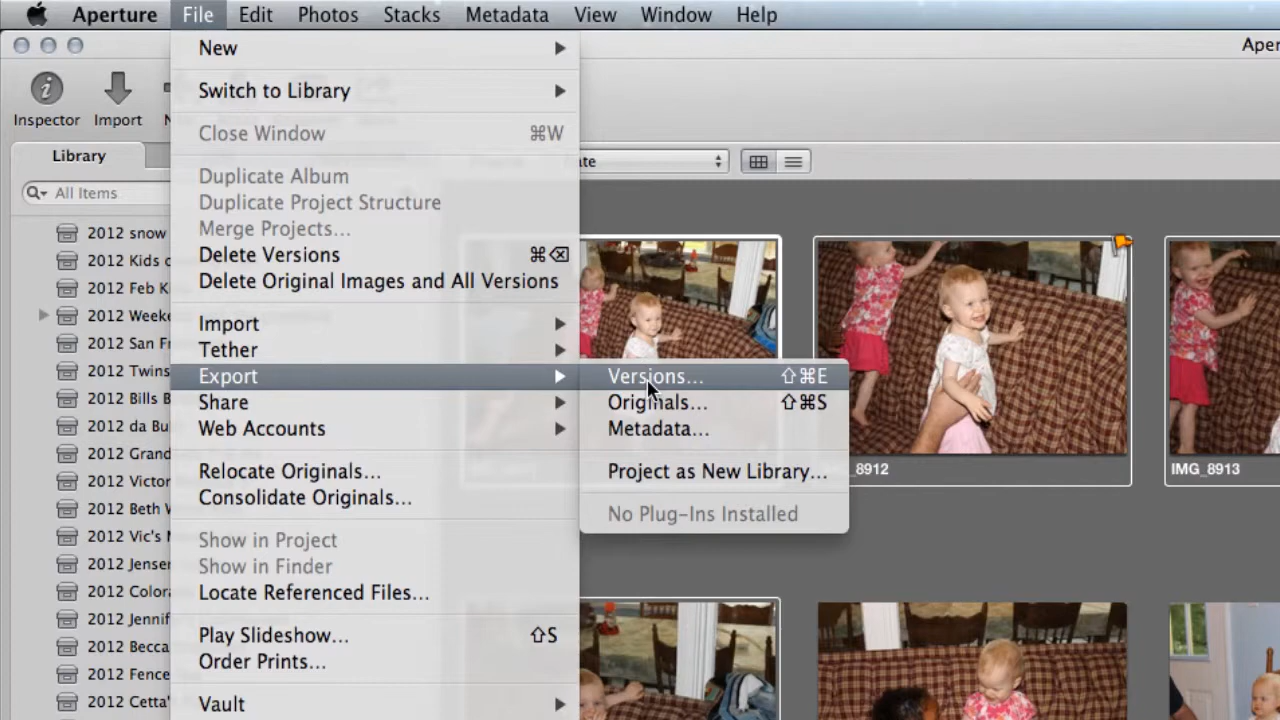 Aperture File Edit Photos Stacks Metadata View Window Help
Aper
Inspector Import
Library
All Items
ate
2012 snow
2012 Kids
2012 Feb K
2012 Week
2012 San F
2012 Twins
2012 Bills B
2012 da Bu
2012 Grand
2012 Victor
2012 Beth W
2012 Vic's
2012 Jensen
2012 Color
2012 Jennif
2012 Becca
2012 Fence
2012 Cetta'
New
Switch to Library
Close Window ⌘W
Duplicate Album
Duplicate Project Structure
Merge Projects...
Delete Versions ⌘⌫
Delete Original Images and All Versions
Import
Tether
Export
Share
Web Accounts
Relocate Originals...
Consolidate Originals...
Show in Project
Show in Finder
Locate Referenced Files...
Play Slideshow... ⇧S
Order Prints...
Vault
Versions... ⇧⌘E
Originals... ⇧⌘S
Metadata...
Project as New Library...
No Plug-Ins Installed
_8912
IMG_8913